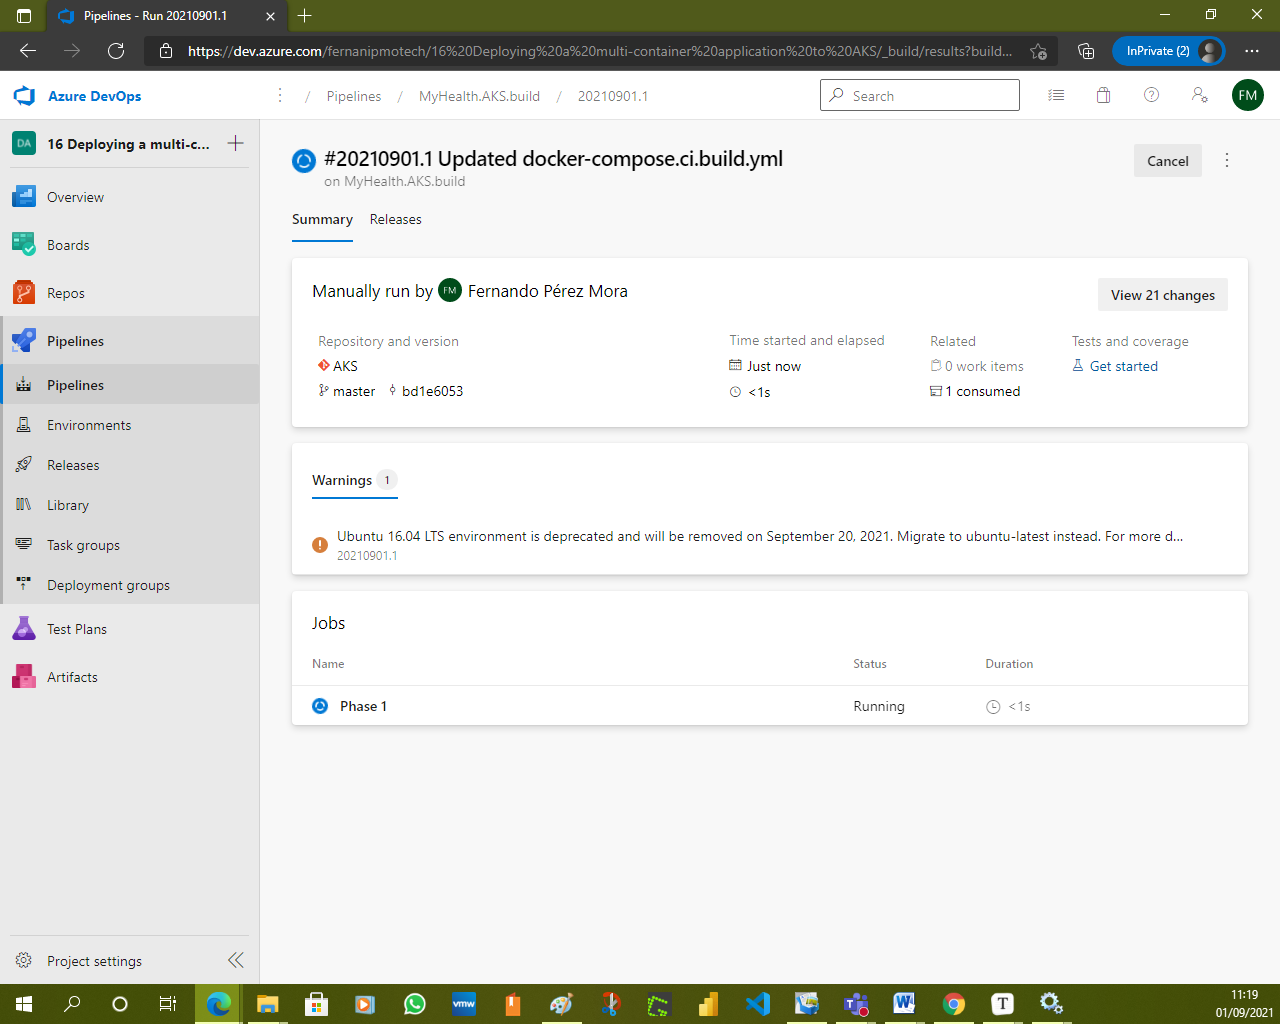 Pipelines - Run 20210901.1
https://dev.azure.com/fernanipmotech/16%20Deploying%20a%20multi-container%20application%20to%20AKS/_build/results?build...
InPrivate (2)
Azure DevOps
/ Pipelines / MyHealth.AKS.build / 20210901.1
Search
FM
DA 16 Deploying a multi-c...
Overview
Boards
Repos
Pipelines
Pipelines
Environments
Releases
Library
Task groups
Deployment groups
Test Plans
Artifacts
Project settings
#20210901.1 Updated docker-compose.ci.build.yml
on MyHealth.AKS.build
Cancel
Summary Releases
Manually run by FM Fernando Pérez Mora
View 21 changes
Repository and version
AKS
master bd1e6053
Time started and elapsed
Just now
<1s
Related
0 work items
1 consumed
Tests and coverage
Get started
Warnings 1
Ubuntu 16.04 LTS environment is deprecated and will be removed on September 20, 2021. Migrate to ubuntu-latest instead. For more d...
20210901.1
Jobs
Name Status Duration
Phase 1 Running <1s
vmw
T
11:19
01/09/2021